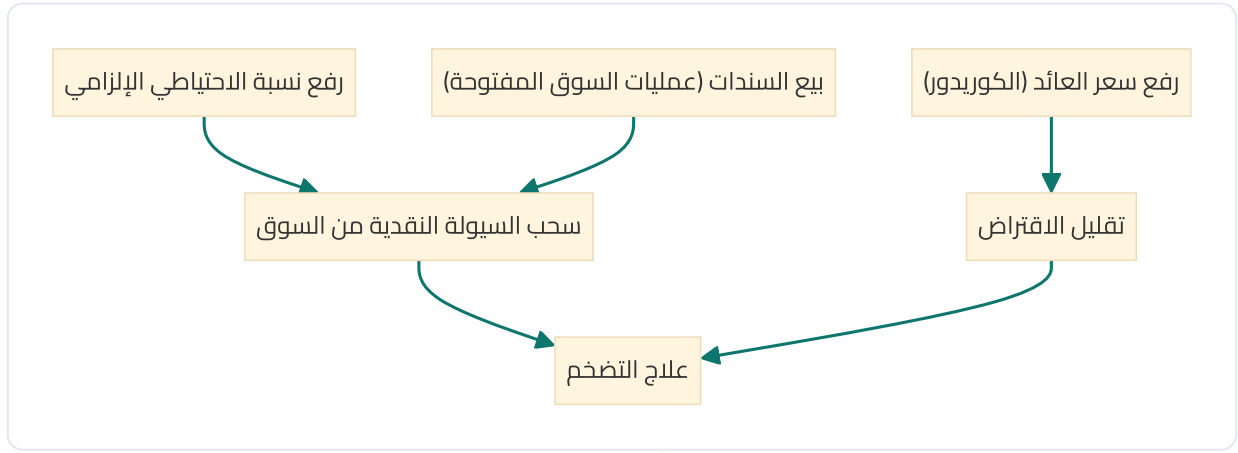 رفع سعر العائد (الكوريدور)
بيع السندات (عمليات السوق المفتوحة)
رفع نسبة الاحتياطي الإلزامي
تقليل الاقتراض
سحب السيولة النقدية من السوق
علاج التضخم